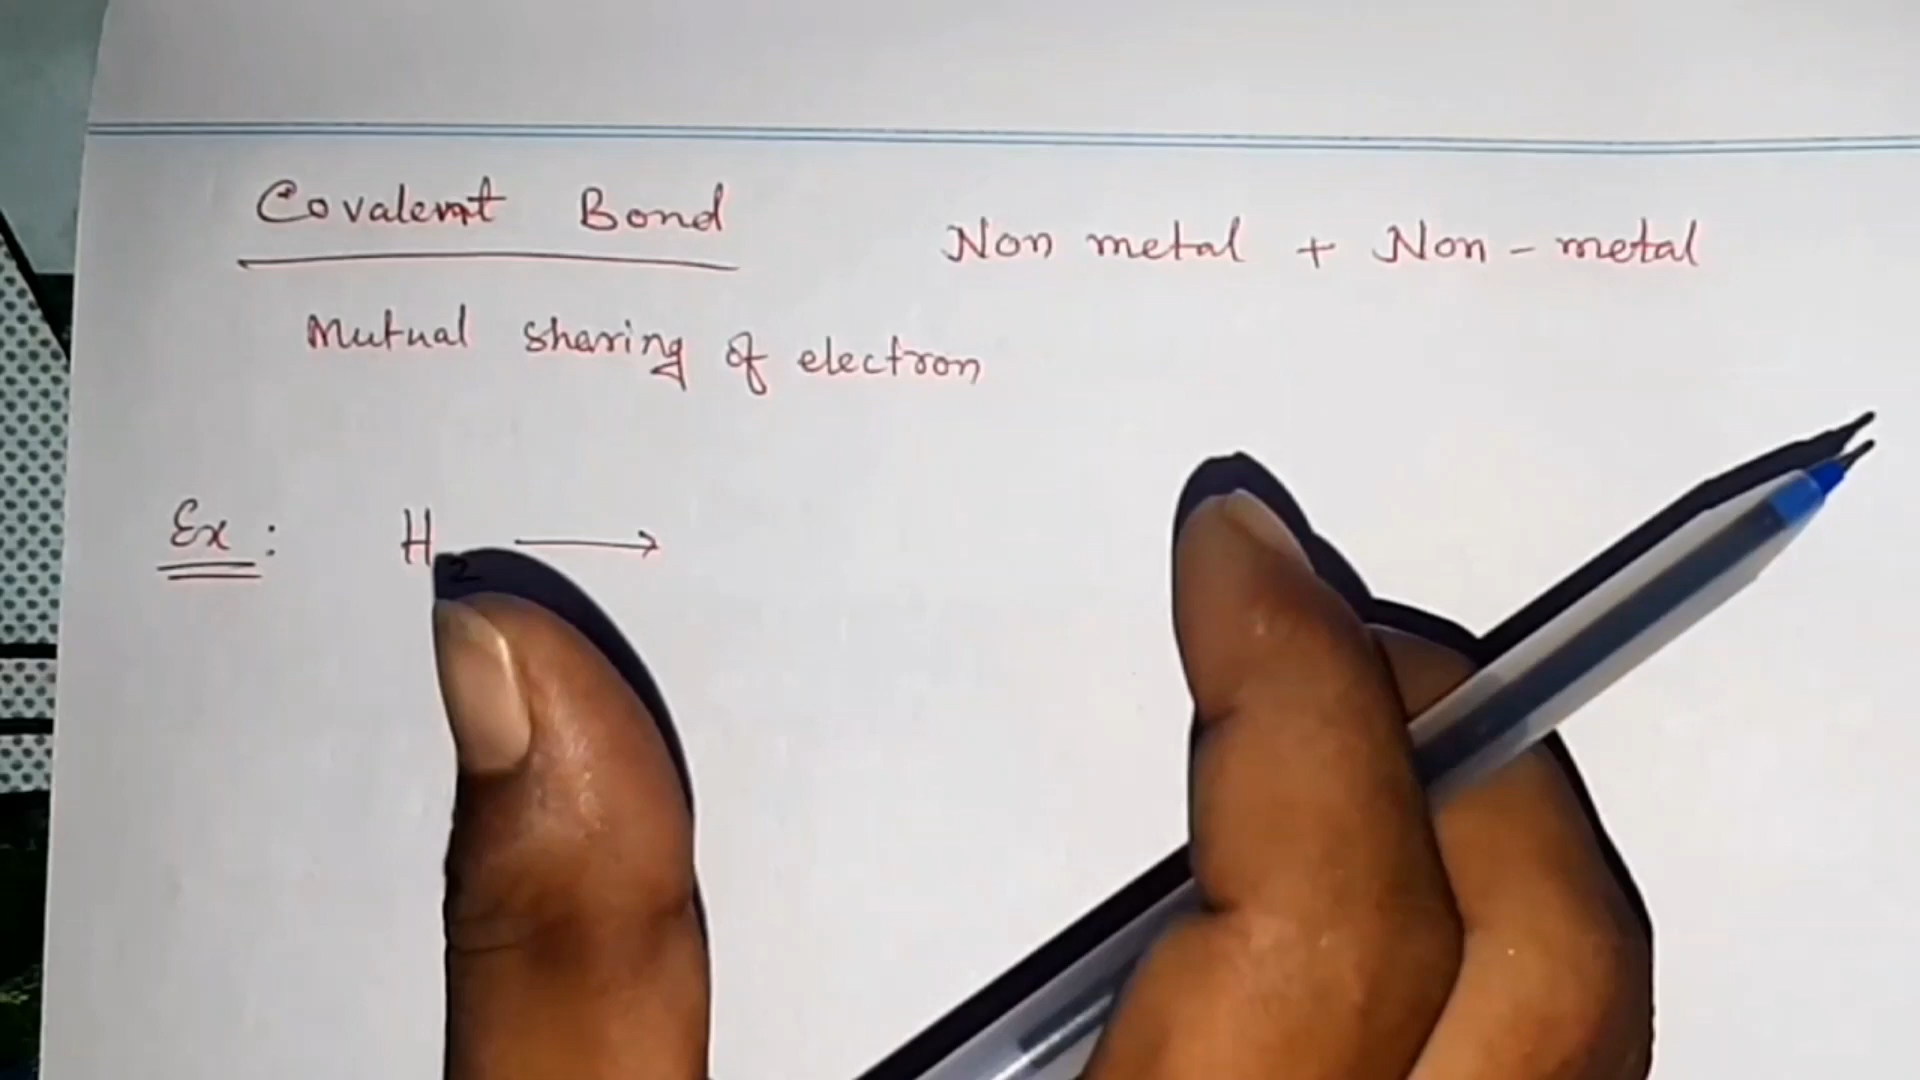 Covalent Bond
Non metal + Non-metal
Mutual sharing of electron
Ex: H2 →